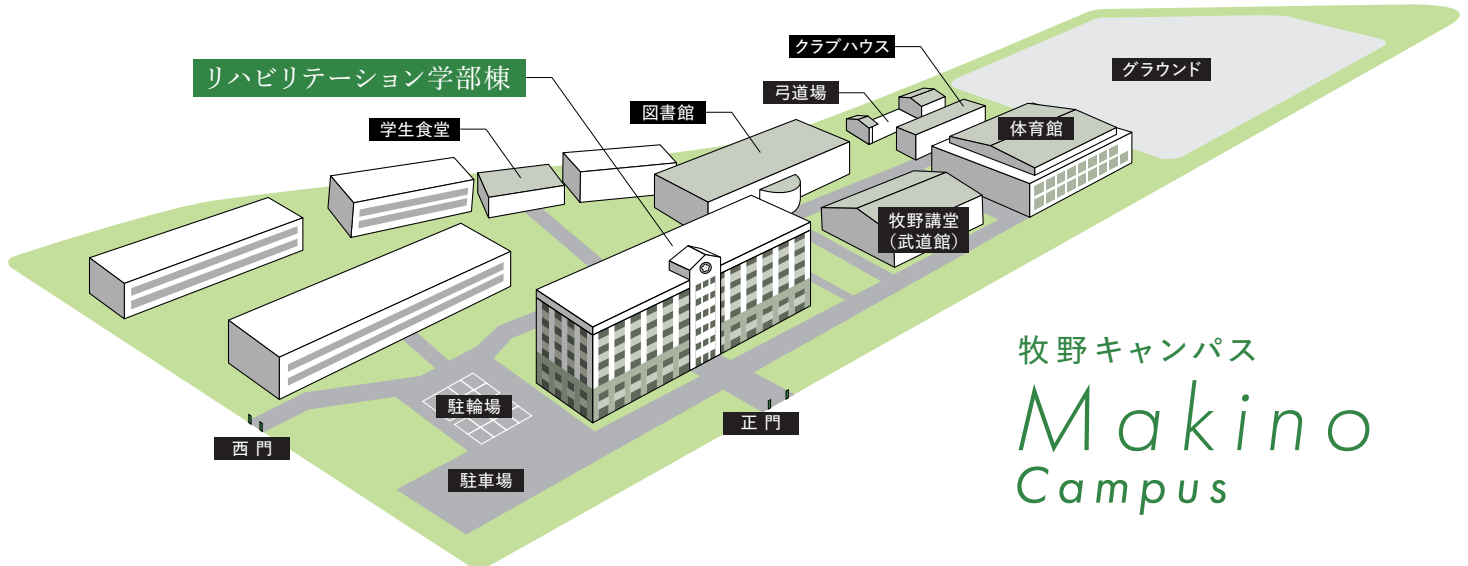 クラブハウス
グラウンド
リハビリテーション学部棟
弓道場
図書館
学生食堂
体育館
牧野講堂
（武道館）
牧野キャンパス
Makino
Campus
駐輪場
正門
西門
駐車場